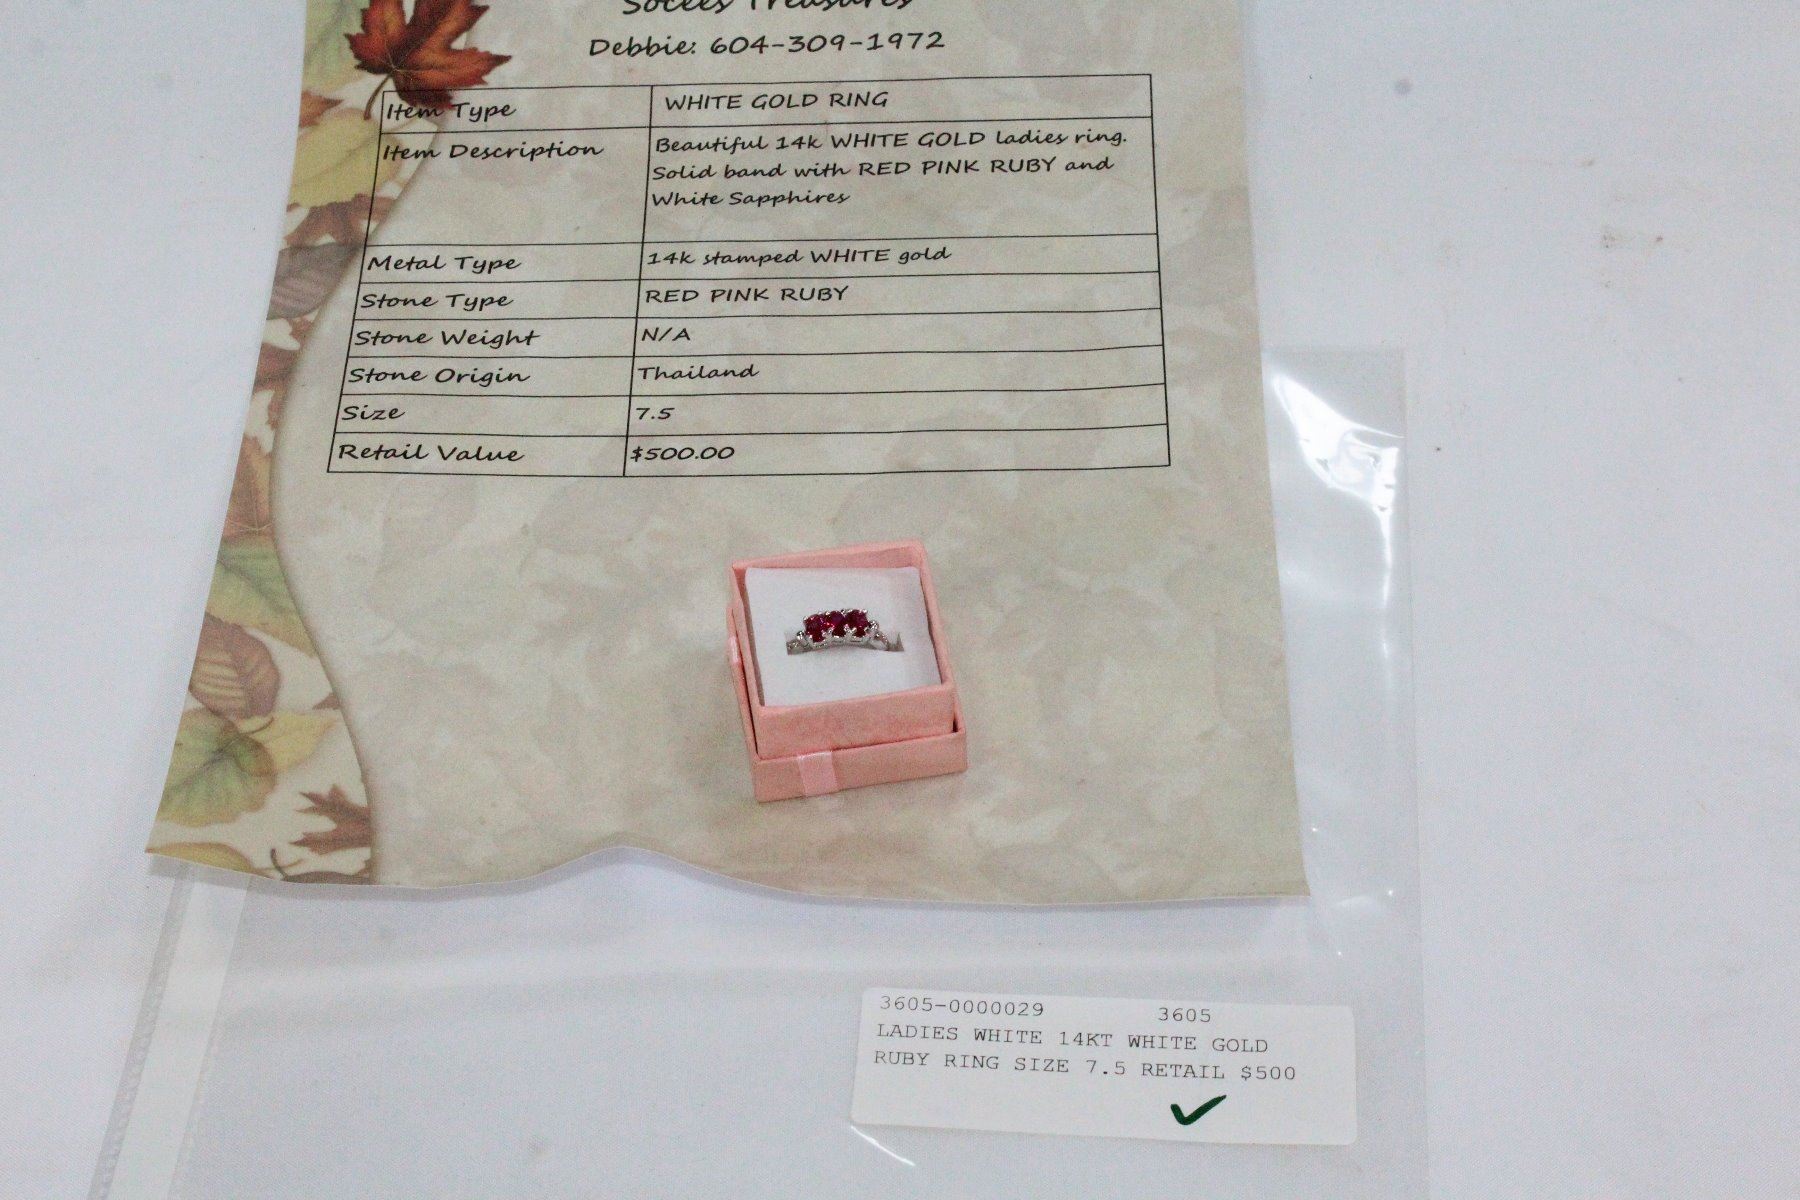 Socees Treasures
Debbie: 604-309-1972
Item Type WHITE GOLD RING
Item Description Beautiful 14k WHITE GOLD ladies ring.
Solid band with RED PINK RUBY and
White Sapphires
Metal Type 14k stamped WHITE gold
Stone Type RED PINK RUBY
Stone Weight N/A
Stone Origin Thailand
Size 7.5
Retail Value $500.00
3605-0000029 3605
LADIES WHITE 14KT WHITE GOLD
RUBY RING SIZE 7.5 RETAIL $500